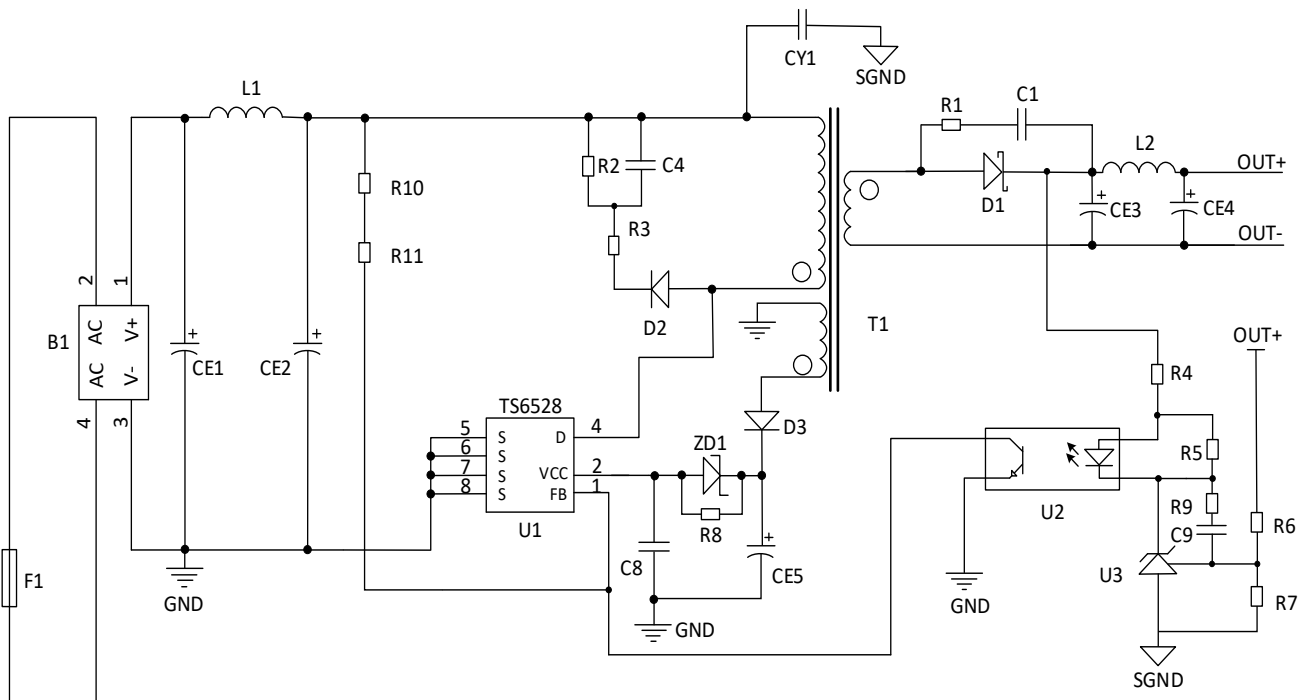 CY1
SGND
L1
R1
C1
L2
OUT+
R2
C4
R10
D1
CE3
CE4
R3
R11
OUT-
2
1
D2
T1
B1
AC
V+
AC
V-
CE1
CE2
OUT+
R4
4
3
TS6528
5
S
D
4
D3
6
S
ZD1
7
S
VCC
2
R5
8
S
FB
1
R9
U1
R8
U2
C9
R6
C8
CE5
U3
F1
GND
GND
R7
GND
SGND